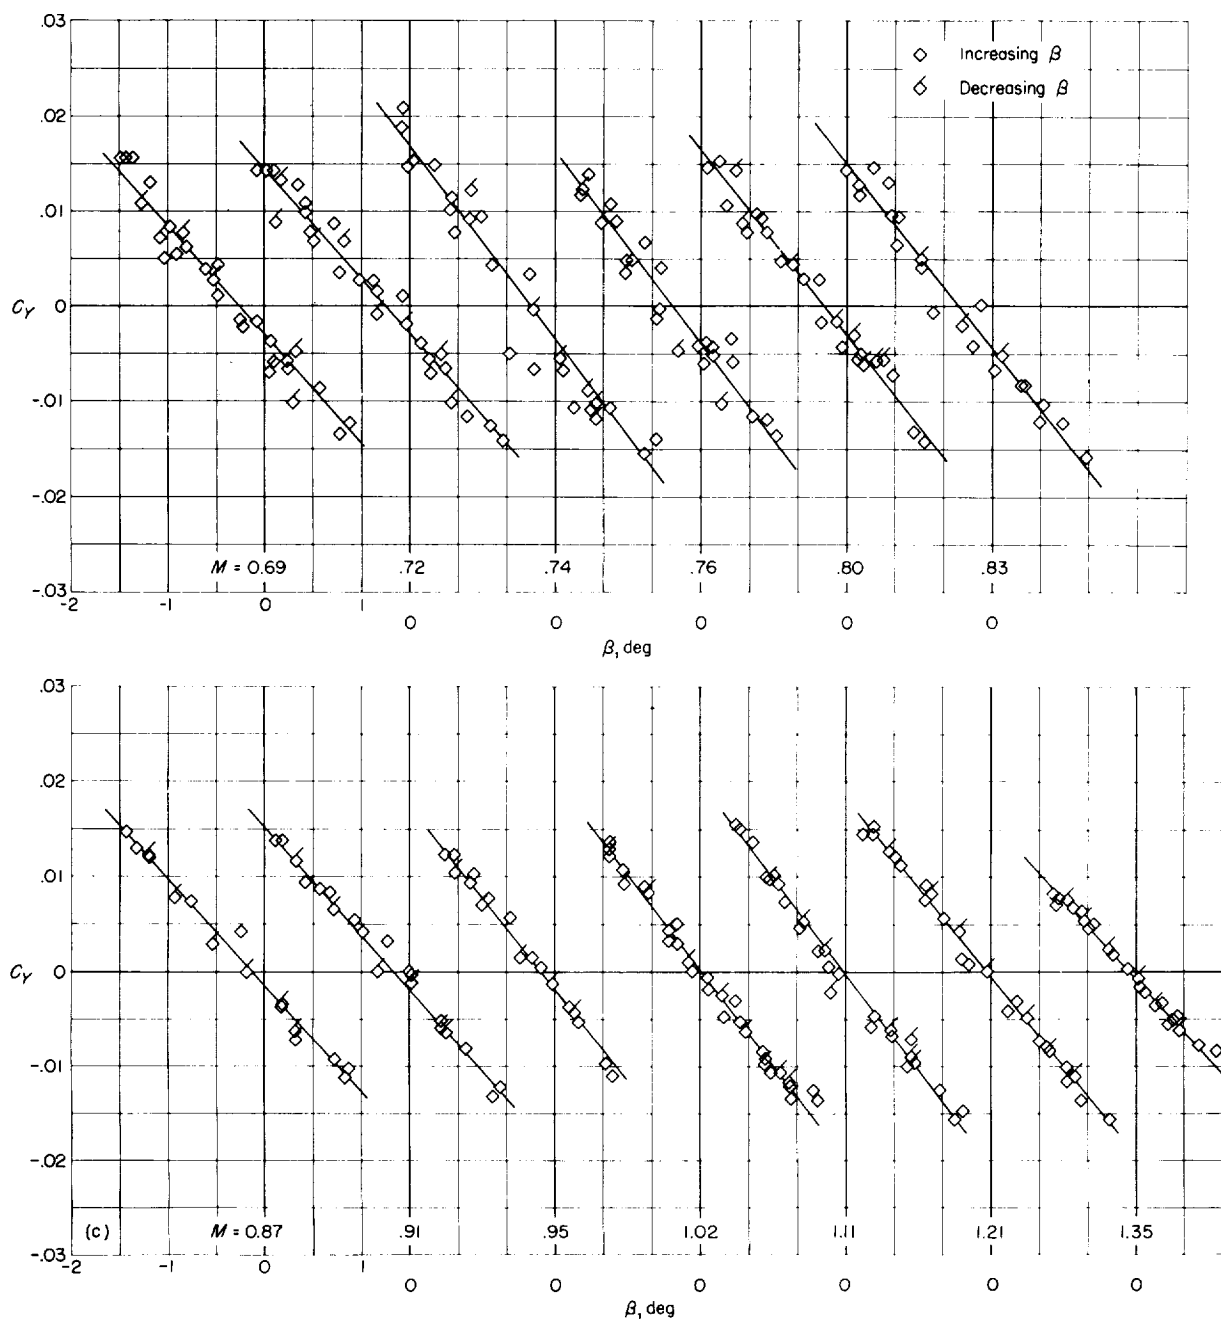 .03
◇ Increasing β
◇ Decreasing β
.02
.01
C_Y 0
-.01
-.02
M = 0.69 .72 .74 .76 .80 .83
-.03
-2 -1 0 1
0 0 0 0 0
β, deg
.03
.02
.01
C_Y 0
-.01
-.02
(c) M = 0.87 .91 .95 1.02 1.11 1.21 1.35
-.03
-2 -1 0 1
0 0 0 0 0 0
β, deg